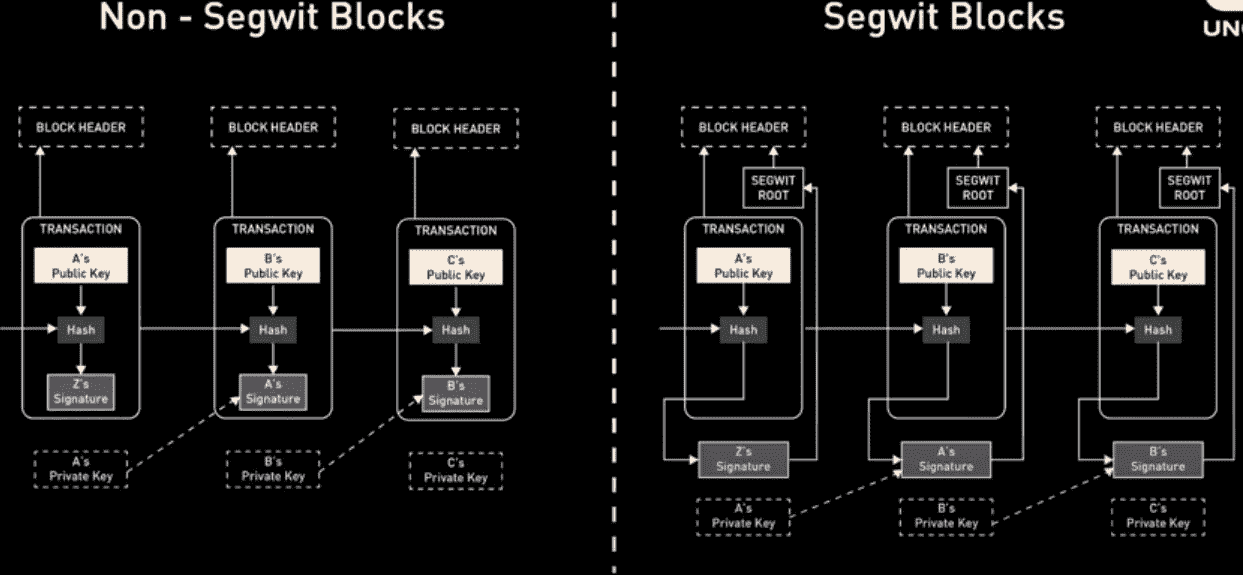 Non - Segwit Blocks
BLOCK HEADER
BLOCK HEADER
BLOCK HEADER
TRANSACTION
A's
Public Key
Hash
Z's
Signature
TRANSACTION
B's
Public Key
Hash
A's
Signature
TRANSACTION
C's
Public Key
Hash
B's
Signature
A's
Private Key
B's
Private Key
C's
Private Key
Segwit Blocks
BLOCK HEADER
BLOCK HEADER
BLOCK HEADER
SEGWIT
ROOT
SEGWIT
ROOT
SEGWIT
ROOT
TRANSACTION
A's
Public Key
Hash
TRANSACTION
B's
Public Key
Hash
TRANSACTION
C's
Public Key
Hash
Z's
Signature
A's
Signature
B's
Signature
A's
Private Key
B's
Private Key
C's
Private Key